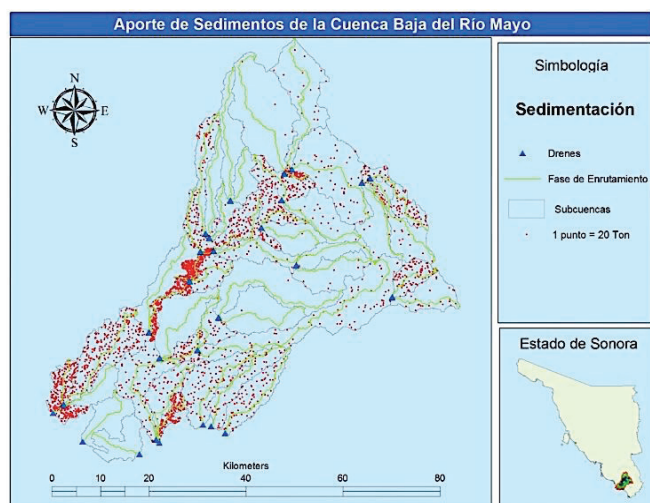 Aporte de Sedimentos de la Cuenca Baja del Río Mayo
N
W E
S
Simbología
Sedimentación
Drenes
Fase de Enrutamiento
Subcuencas
1 punto = 20 Ton
Estado de Sonora
Kilometers
0 10 20 40 60 80